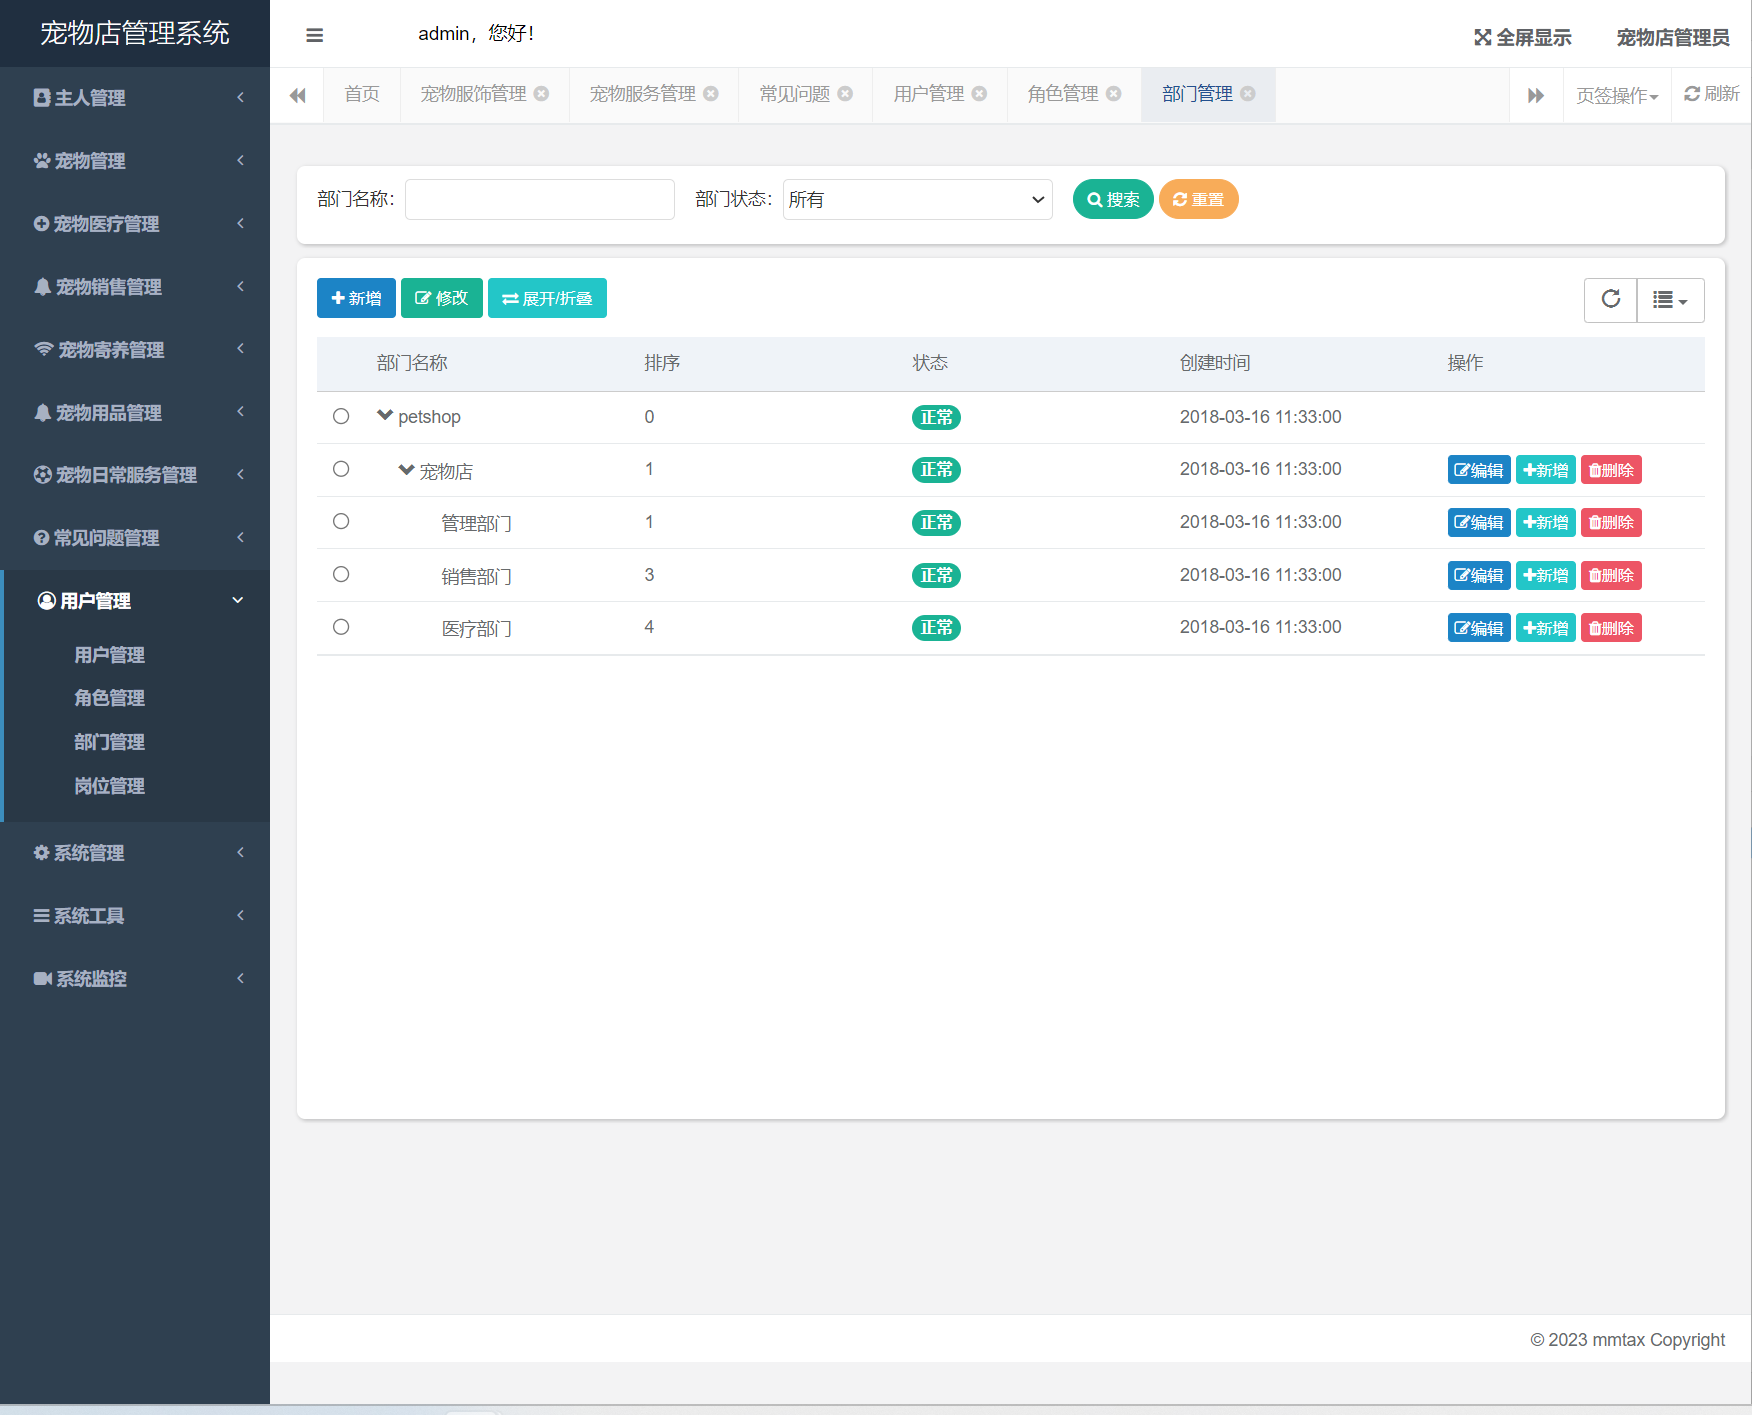 宠物店管理系统
admin，您好！
全屏显示 宠物店管理员
首页 宠物服饰管理 宠物服务管理 常见问题 用户管理 角色管理 部门管理 页签操作 刷新
主人管理
宠物管理
宠物医疗管理
宠物销售管理
宠物寄养管理
宠物用品管理
宠物日常服务管理
常见问题管理
用户管理
用户管理
角色管理
部门管理
岗位管理
系统管理
系统工具
系统监控
部门名称： 部门状态： 所有 搜索 重置
新增 修改 展开/折叠
部门名称 排序 状态 创建时间 操作
petshop 0 正常 2018-03-16 11:33:00
宠物店 1 正常 2018-03-16 11:33:00 编辑 新增 删除
管理部门 1 正常 2018-03-16 11:33:00 编辑 新增 删除
销售部门 3 正常 2018-03-16 11:33:00 编辑 新增 删除
医疗部门 4 正常 2018-03-16 11:33:00 编辑 新增 删除
© 2023 mmtax Copyright